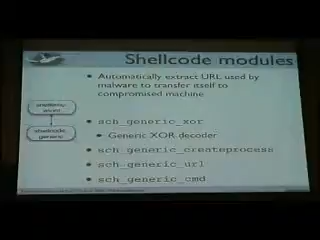 Shellcode modules
• Automatically extract URL used by
malware to transfer itself to
compromised machine
• sch_generic_xor
• Generic XOR decoder
• sch_generic_createprocess
• sch_generic_url
• sch_generic_cmd